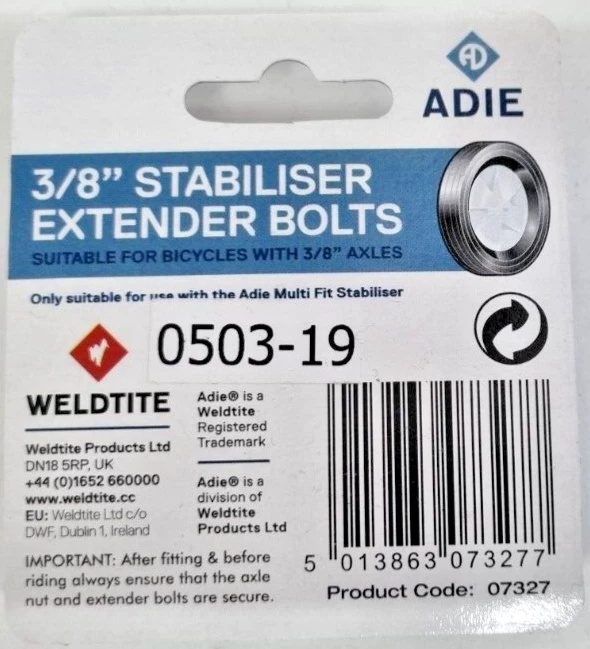 AD
ADIE
3/8” STABILISER
EXTENDER BOLTS
SUITABLE FOR BICYCLES WITH 3/8” AXLES
Only suitable for use with the Adie Multi Fit Stabiliser
0503-19
W
WELDTITE
Weldtite Products Ltd
DN18 5RP, UK
+44 (0)1652 660000
www.weldtite.cc
EU: Weldtite Ltd c/o
DWF, Dublin 1, Ireland
Adie® is a
Weldtite
Registered
Trademark
Adie® is a
division of
Weldtite
Products Ltd
IMPORTANT: After fitting & before
riding always ensure that the axle
nut and extender bolts are secure.
5 013863 073277
Product Code: 07327